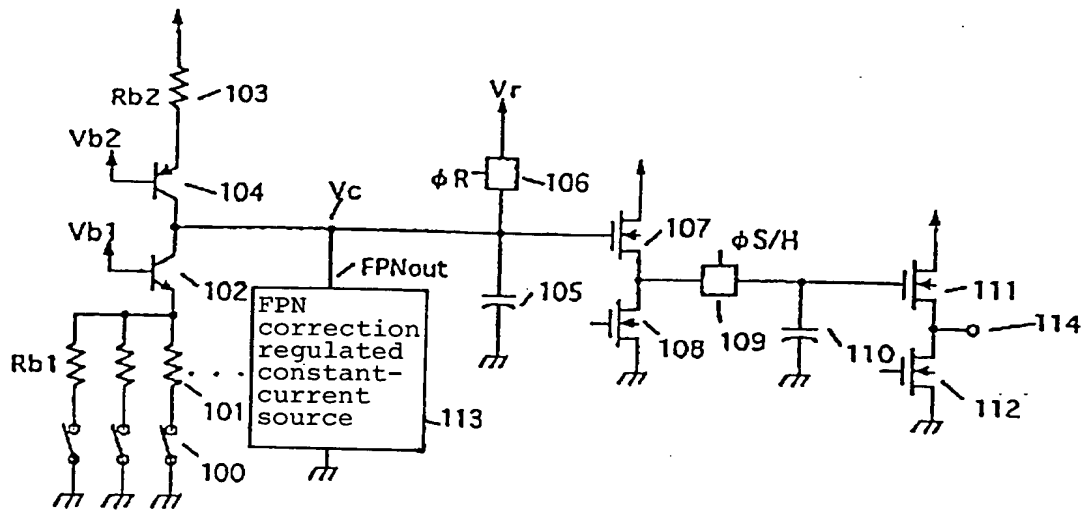 Rb2
103
Vb2
104
Vb1
102
Rb1
101
100
Vc
FPNout
FPN
correction
regulated
constant-
current
source
113
...
Vr
ϕR
106
105
107
108
ϕS/H
109
110
111
114
112